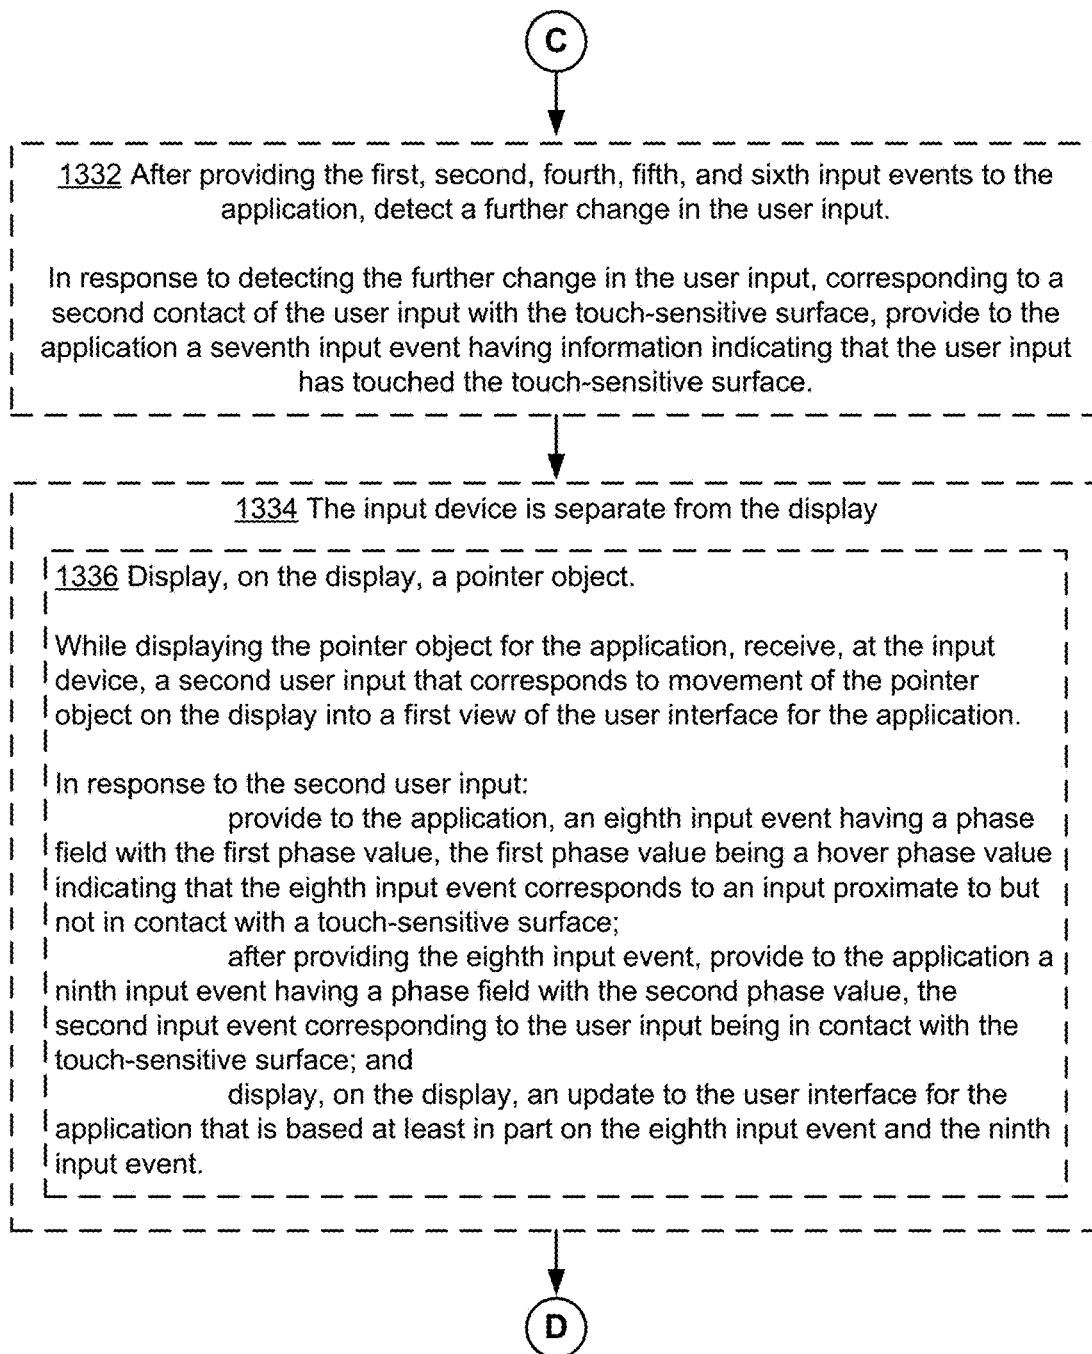 C
1332 After providing the first, second, fourth, fifth, and sixth input events to the
application, detect a further change in the user input.
In response to detecting the further change in the user input, corresponding to a
second contact of the user input with the touch-sensitive surface, provide to the
application a seventh input event having information indicating that the user input
has touched the touch-sensitive surface.
1334 The input device is separate from the display
1336 Display, on the display, a pointer object.
While displaying the pointer object for the application, receive, at the input
device, a second user input that corresponds to movement of the pointer
object on the display into a first view of the user interface for the application.
In response to the second user input:
provide to the application, an eighth input event having a phase
field with the first phase value, the first phase value being a hover phase value
indicating that the eighth input event corresponds to an input proximate to but
not in contact with a touch-sensitive surface;
after providing the eighth input event, provide to the application a
ninth input event having a phase field with the second phase value, the
second input event corresponding to the user input being in contact with the
touch-sensitive surface; and
display, on the display, an update to the user interface for the
application that is based at least in part on the eighth input event and the ninth
input event.
D